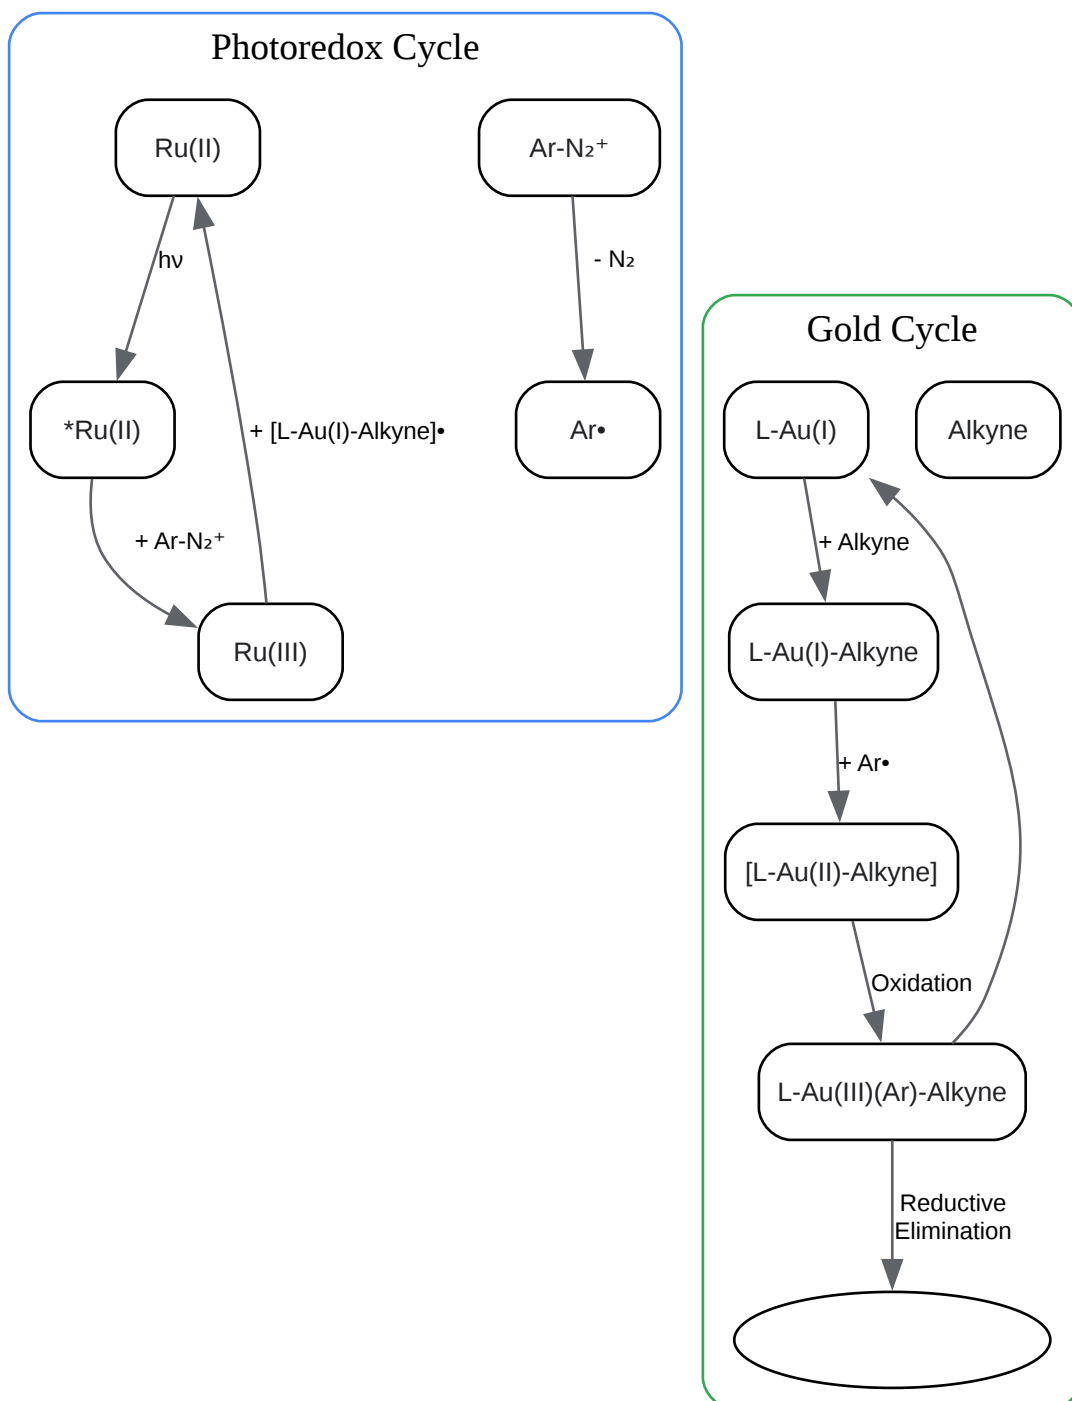 Photoredox Cycle
Ru(II)
Ar-N₂⁺
hν
- N₂
*Ru(II)
+ [L-Au(I)-Alkyne]•
Ar•
+ Ar-N₂⁺
Ru(III)
Gold Cycle
L-Au(I)
Alkyne
+ Alkyne
L-Au(I)-Alkyne
+ Ar•
[L-Au(II)-Alkyne]
Oxidation
L-Au(III)(Ar)-Alkyne
Reductive
Elimination